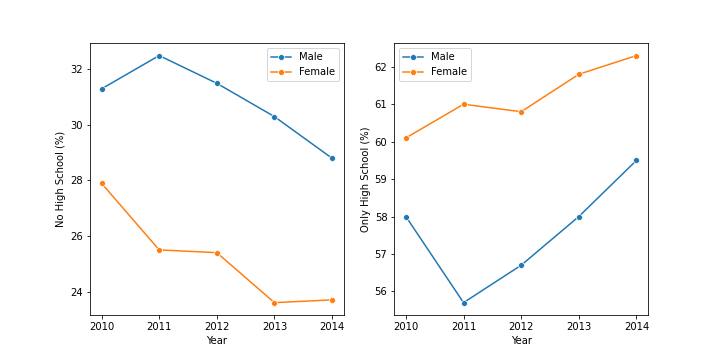 Male
Female
32
30
28
26
24
No High School (%)
2010 2011 2012 2013 2014
Year
Male
Female
62
61
60
59
58
57
56
Only High School (%)
2010 2011 2012 2013 2014
Year